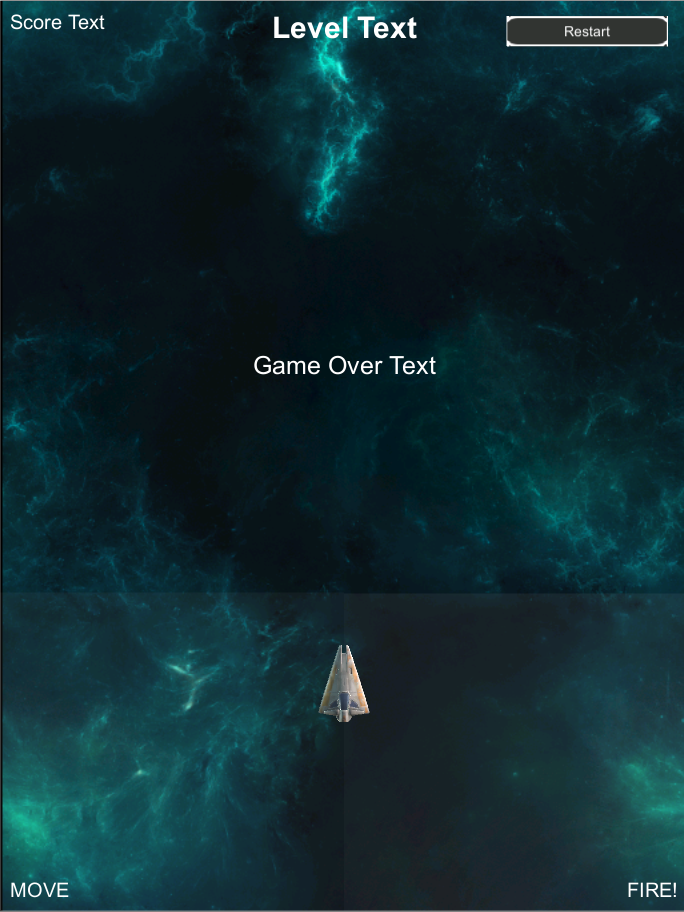 Score Text
Level Text
Restart
Game Over Text
MOVE
FIRE!